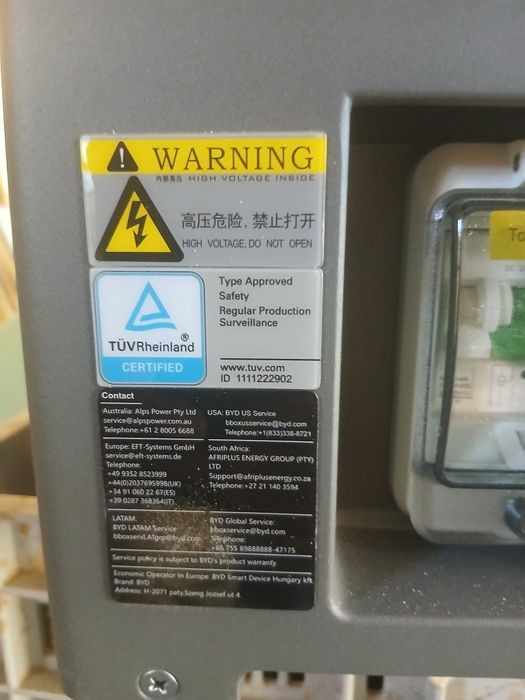 WARNING
内部高压 HIGH VOLTAGE INSIDE
高压危险, 禁止打开
HIGH VOLTAGE, DO NOT OPEN
TÜVRheinland®
CERTIFIED
Type Approved
Safety
Regular Production
Surveillance
www.tuv.com
ID 1111222902
Contact
Australia: Alps Power Pty Ltd
service@alpspower.com.au
Telephone:+61 2 8005 6688
USA: BYD US Service
bboxusservice@byd.com
Telephone:+1(833)338-8721
Europe: EFT-Systems GmbH
service@eft-systems.de
Telephone:
+49 9352 8523999
+44(0)2037695998(UK)
+34 91 060 22 67(ES)
+39 0287 368364(IT)
South Africa:
AFRIPLUS ENERGY GROUP (PTY)
LTD
Support@afriplusenergy.co.za
Telephone:+27 21 140 3594
LATAM:
BYD LATAM Service
bboxservLATgrp@byd.com
BYD Global Service:
bboxservice@byd.com
Telephone:
+86 755 89888888-47175
Service policy is subject to BYD's product warranty.
Economic Operator In Europe: BYD Smart Device Hungary kft
Brand: BYD
Address: H-2071 paty,Szeng Jozsef ut 4.
To
DC